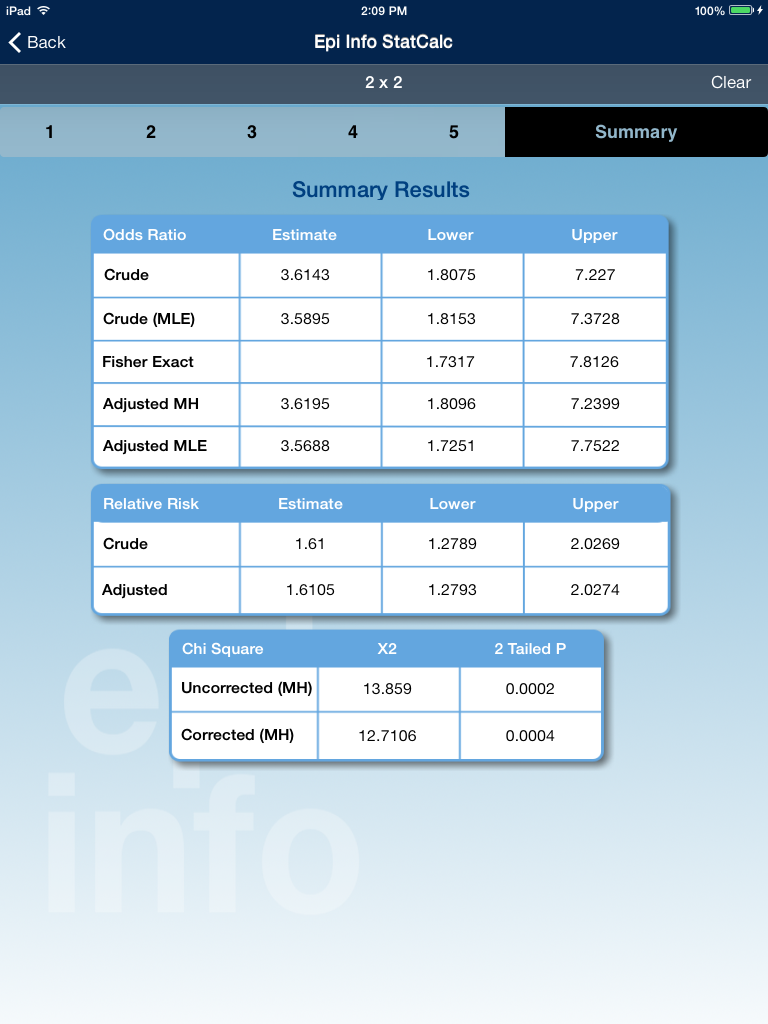 iPad 2:09 PM 100%
Back Epi Info StatCalc
2 x 2 Clear
1 2 3 4 5 Summary
Summary Results
Odds Ratio Estimate Lower Upper
Crude 3.6143 1.8075 7.227
Crude (MLE) 3.5895 1.8153 7.3728
Fisher Exact 1.7317 7.8126
Adjusted MH 3.6195 1.8096 7.2399
Adjusted MLE 3.5688 1.7251 7.7522
Relative Risk Estimate Lower Upper
Crude 1.61 1.2789 2.0269
Adjusted 1.6105 1.2793 2.0274
Chi Square X2 2 Tailed P
Uncorrected (MH) 13.859 0.0002
Corrected (MH) 12.7106 0.0004
epi
info